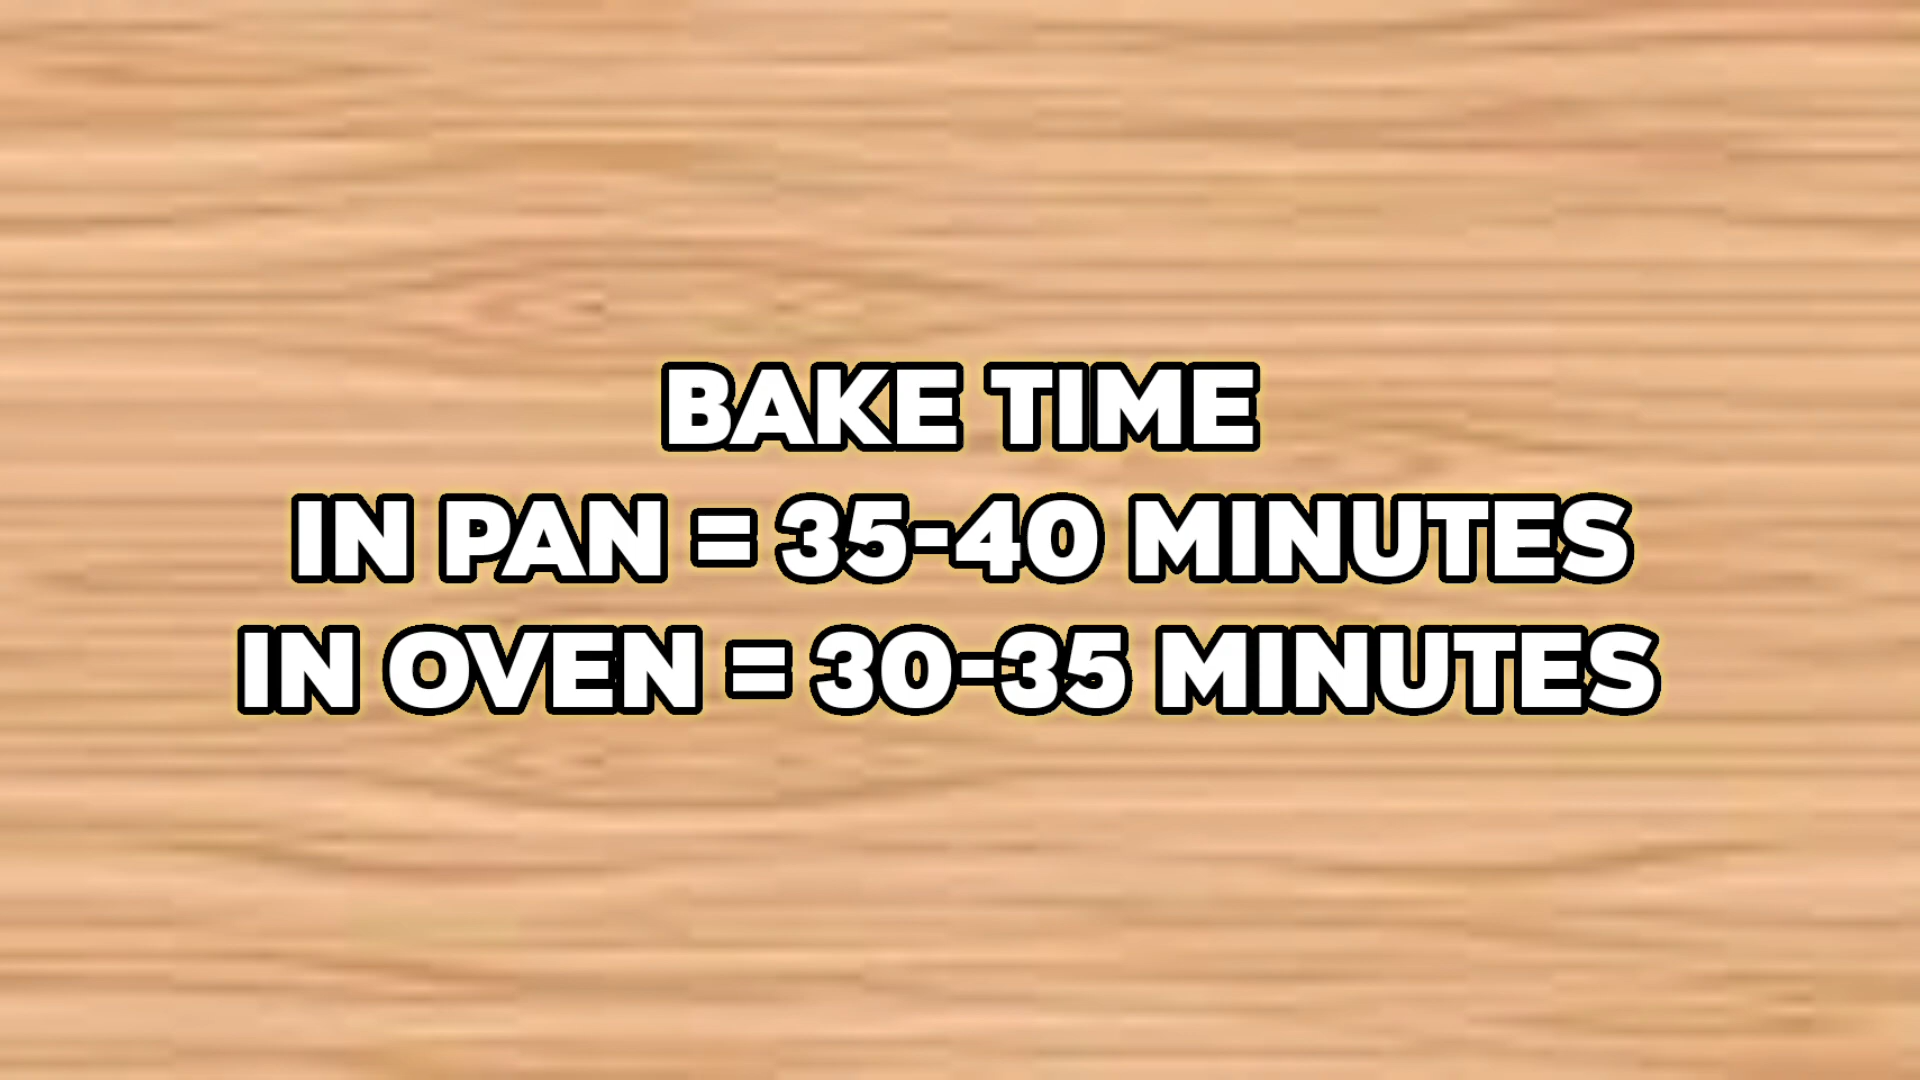 BAKE TIME
IN PAN = 35-40 MINUTES
IN OVEN = 30-35 MINUTES